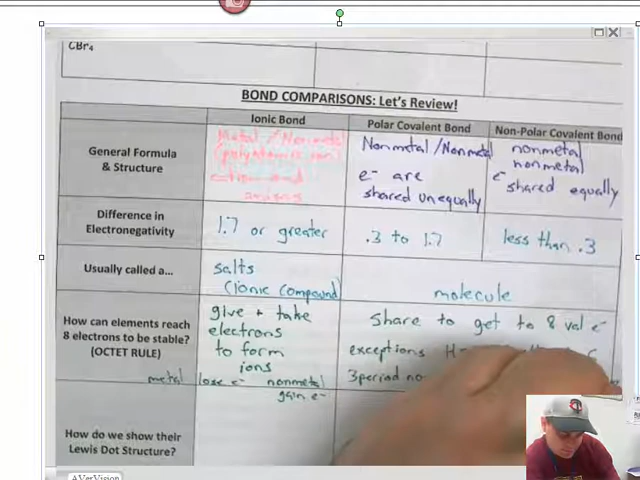 CBr₄
BOND COMPARISONS: Let's Review!
Ionic Bond
Polar Covalent Bond
Non-Polar Covalent Bond
General Formula
& Structure
Metal / Nonmetal
(polyatomic ion)
cation and
anions
Nonmetal/Nonmetal
e⁻ are
shared unequally
nonmetal
nonmetal
e⁻ shared equally
Difference in
Electronegativity
1.7 or greater
.3 to 1.7
less than .3
Usually called a...
salts
(ionic compound)
molecule
How can elements reach
8 electrons to be stable?
(OCTET RULE)
give + take
electrons
to form
ions
metal lose e⁻ nonmetal
gain e⁻
Share to get to 8 val e⁻
exceptions H
3period no
How do we show their
Lewis Dot Structure?
AVerVision